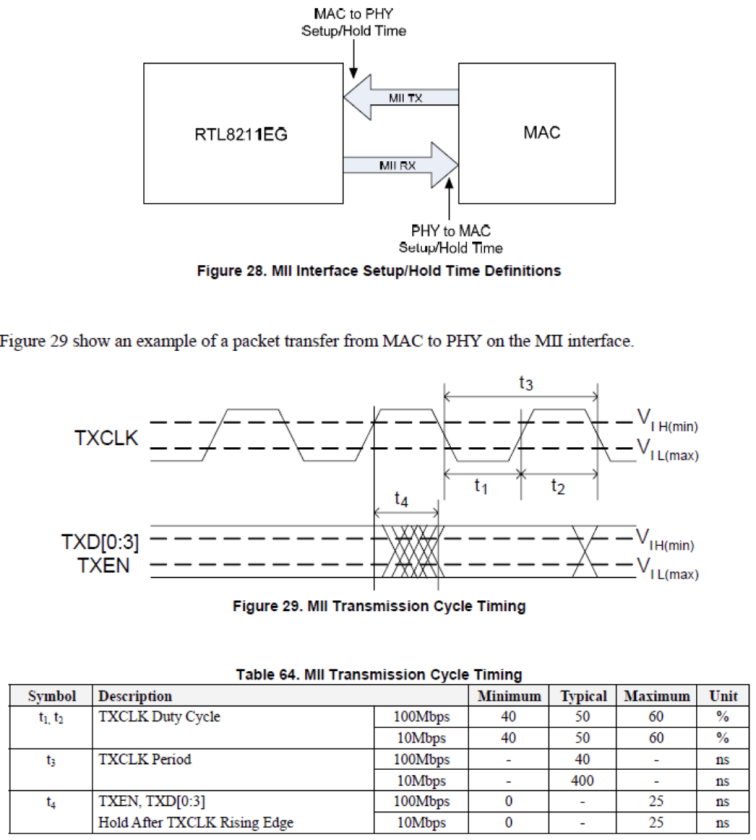 MAC to PHY
Setup/Hold Time
RTL8211EG
MII TX
MAC
MII RX
PHY to MAC
Setup/Hold Time
Figure 28. MII Interface Setup/Hold Time Definitions
Figure 29 show an example of a packet transfer from MAC to PHY on the MII interface.
t3
TXCLK
VIH(min)
VIL(max)
t1
t2
t4
TXD[0:3]
TXEN
VIH(min)
VIL(max)
Figure 29. MII Transmission Cycle Timing
Table 64. MII Transmission Cycle Timing
Symbol Description Minimum Typical Maximum Unit
t1, t2 TXCLK Duty Cycle 100Mbps 40 50 60 %
10Mbps 40 50 60 %
t3 TXCLK Period 100Mbps - 40 - ns
10Mbps - 400 - ns
t4 TXEN, TXD[0:3] 100Mbps 0 - 25 ns
Hold After TXCLK Rising Edge 10Mbps 0 - 25 ns